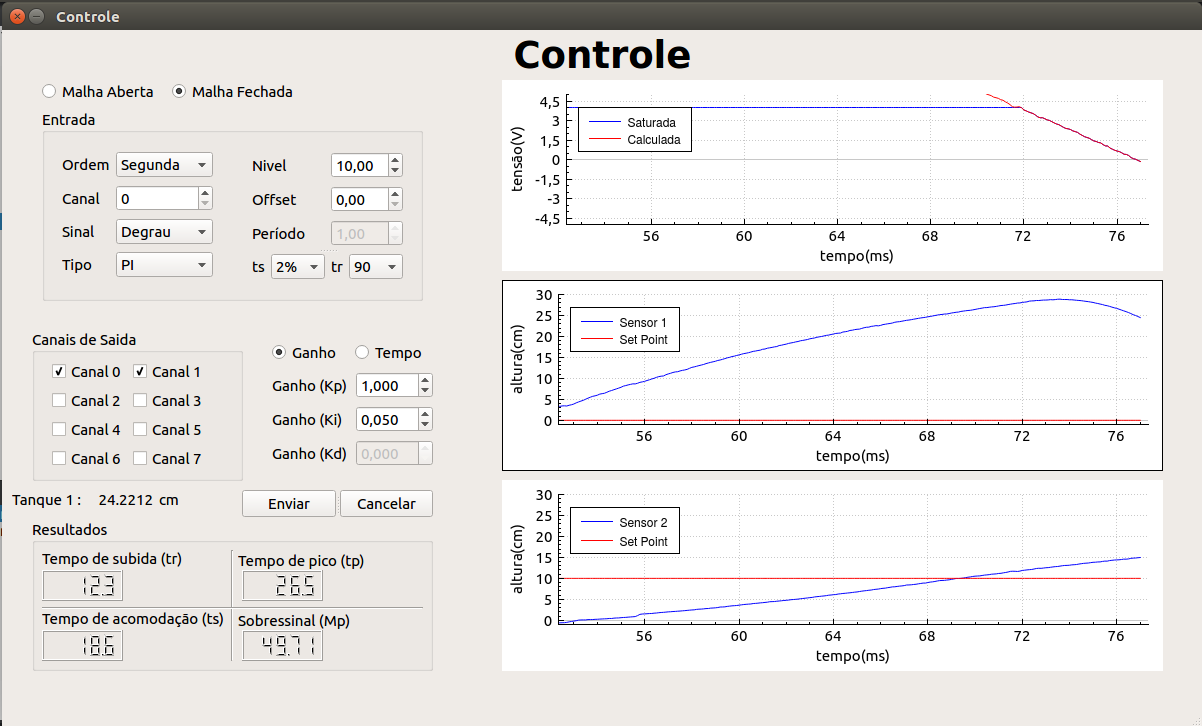 Controle
Controle
Malha Aberta Malha Fechada
Entrada
Ordem Segunda Nivel 10,00
Canal 0 Offset 0,00
Sinal Degrau Período 1,00
Tipo PI ts 2% tr 90
Canais de Saida
Canal 0 Canal 1
Canal 2 Canal 3
Canal 4 Canal 5
Canal 6 Canal 7
Ganho Tempo
Ganho (Kp) 1,000
Ganho (Ki) 0,050
Ganho (Kd) 0,000
Tanque 1 : 24.2212 cm
Enviar Cancelar
Resultados
Tempo de subida (tr) Tempo de pico (tp)
12.3 26.5
Tempo de acomodação (ts) Sobressinal (Mp)
18.6 49.71
tensão(V)
4,5
3
1,5
0
-1,5
-3
-4,5
Saturada
Calculada
56 60 64 68 72 76
tempo(ms)
altura(cm)
30
25
20
15
10
5
0
Sensor 1
Set Point
56 60 64 68 72 76
tempo(ms)
altura(cm)
30
25
20
15
10
5
0
Sensor 2
Set Point
56 60 64 68 72 76
tempo(ms)